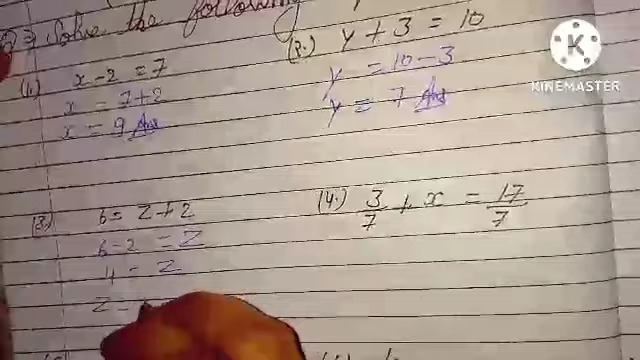 Solve the following
(1.) x - 2 = 7
x = 7 + 2
x = 9 Ans
(2.) y + 3 = 10
y = 10 - 3
y = 7 Ans
(3.) 6 = z + 2
6 - 2 = z
4 = z
z =
(4.) 3/7 + x = 17/7
KINEMASTER